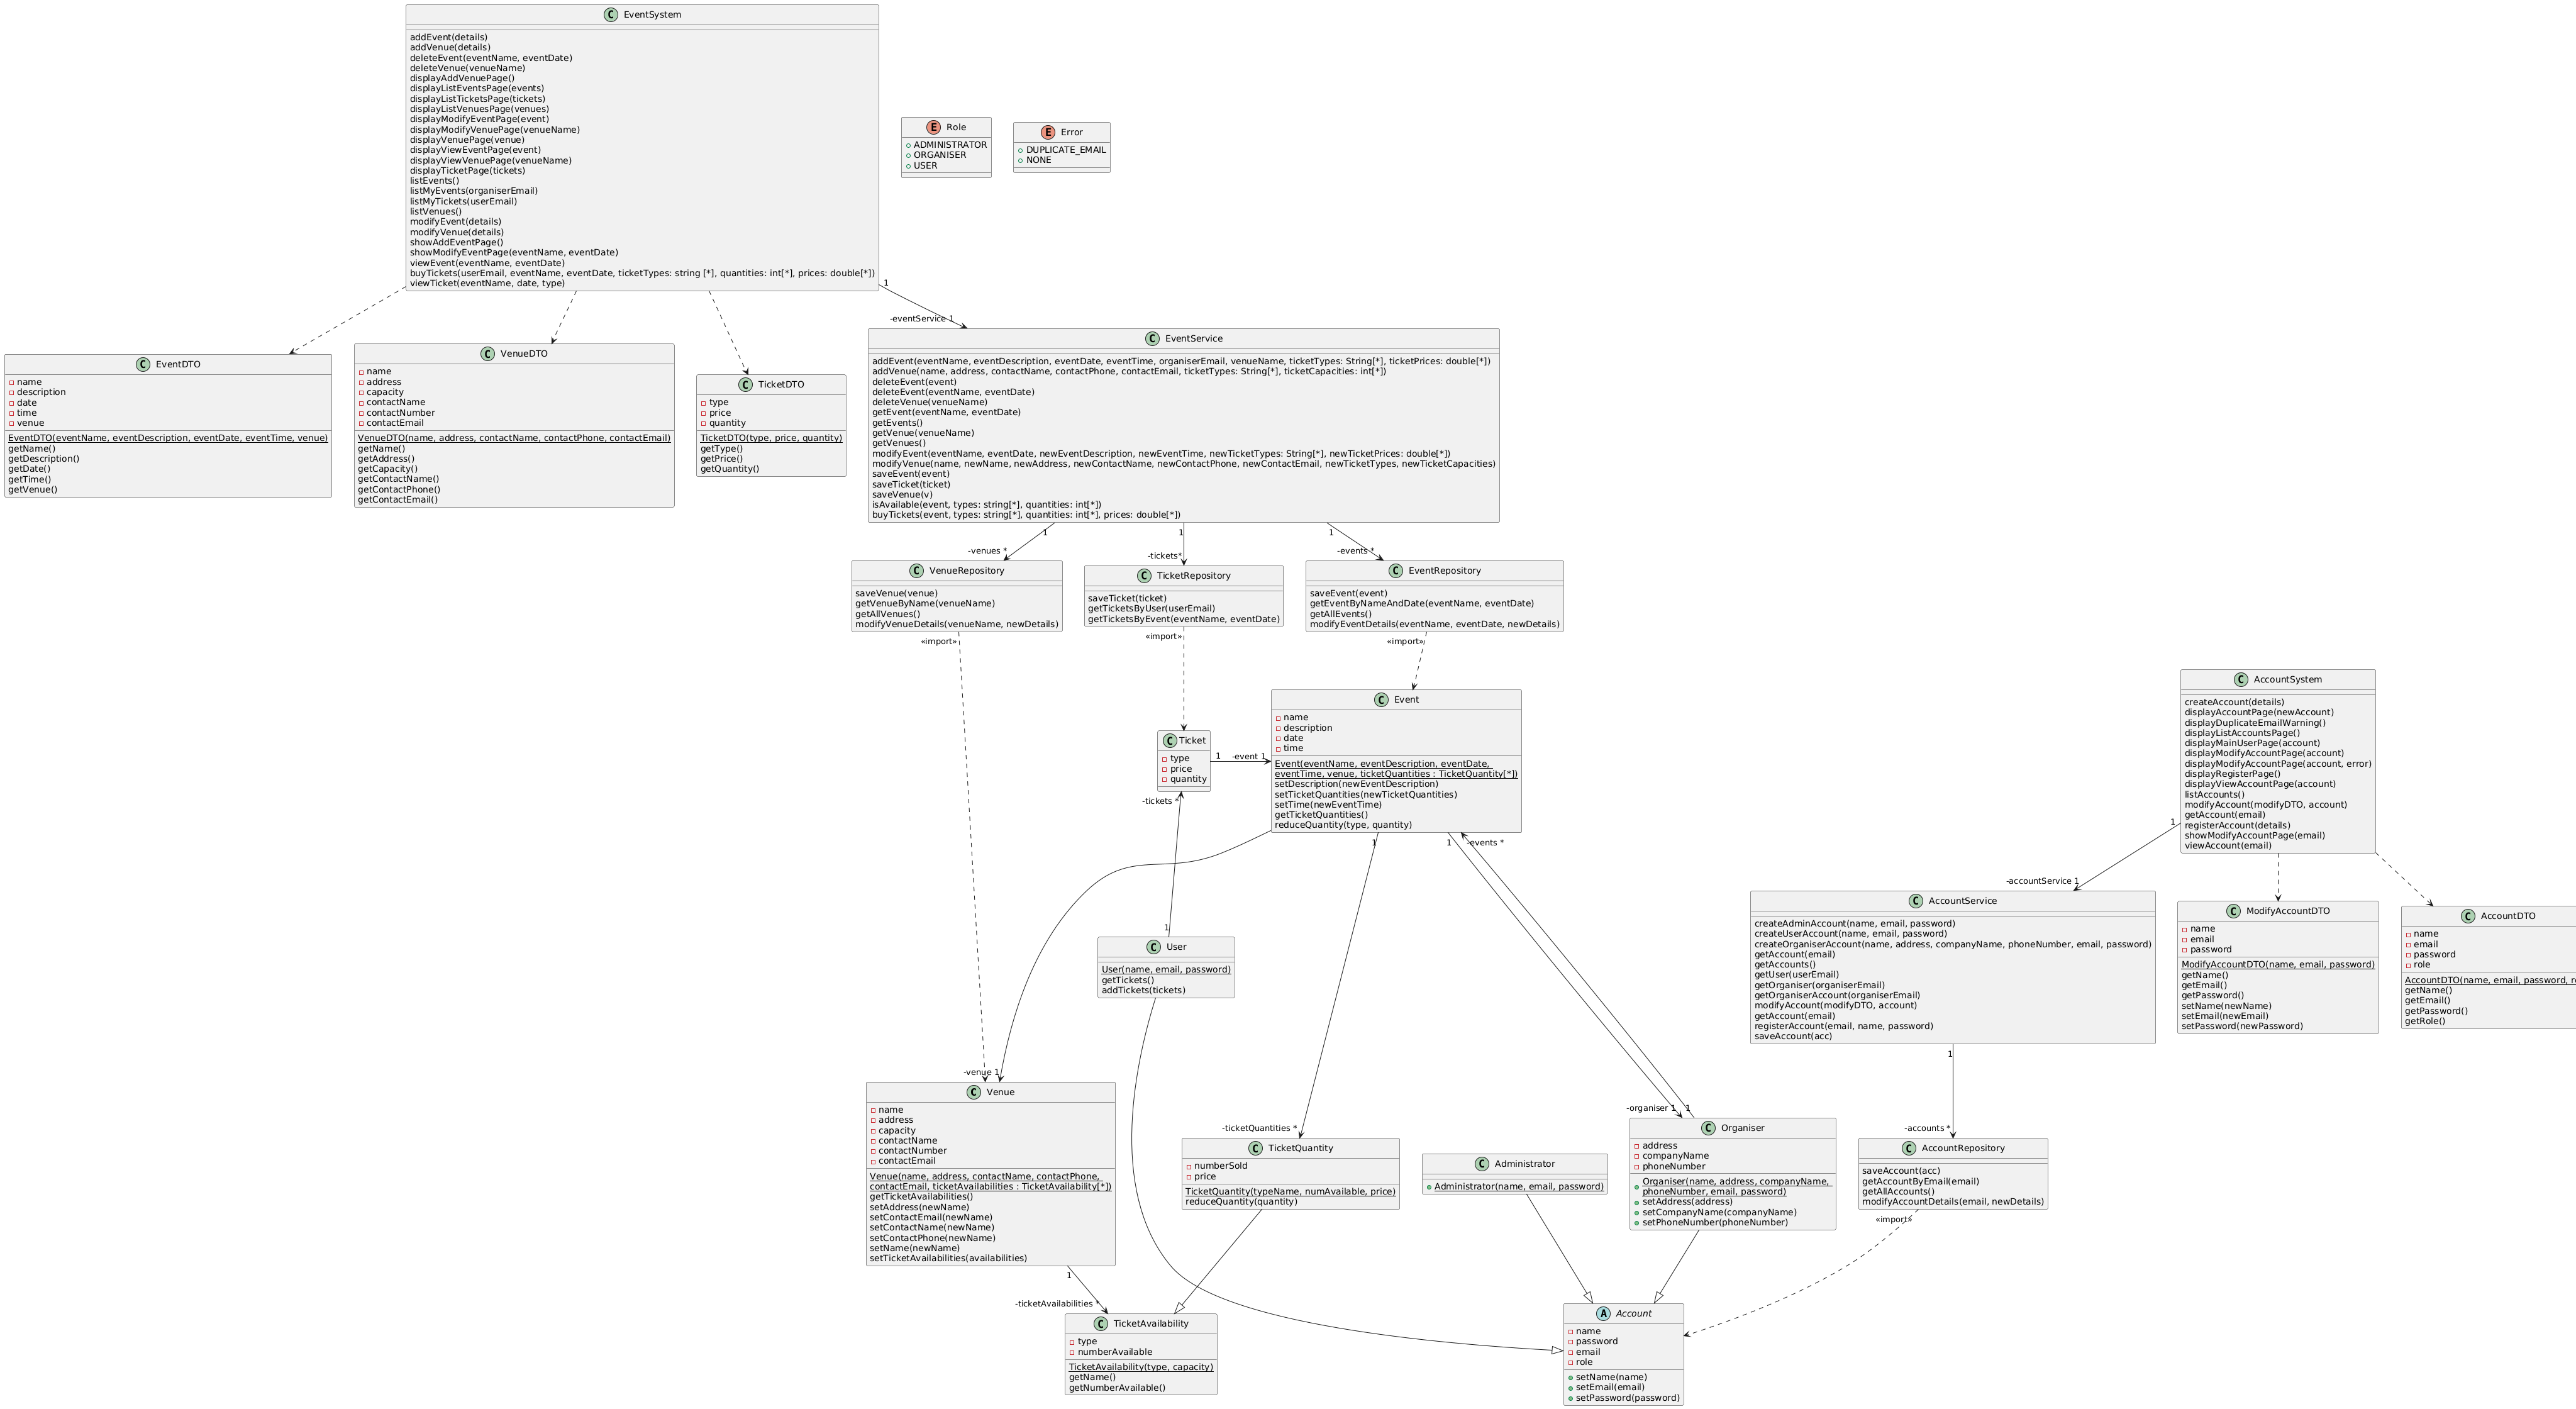 EventSystem
addEvent(details)
addVenue(details)
deleteEvent(eventName, eventDate)
deleteVenue(venueName)
displayAddVenuePage()
displayListEventsPage(events)
displayListTicketsPage(tickets)
displayListVenuesPage(venues)
displayModifyEventPage(event)
displayModifyVenuePage(venueName)
displayVenuePage(venue)
displayViewEventPage(event)
displayViewVenuePage(venueName)
displayTicketPage(tickets)
listEvents()
listMyEvents(organiserEmail)
listMyTickets(userEmail)
listVenues()
modifyEvent(details)
modifyVenue(details)
showAddEventPage()
showModifyEventPage(eventName, eventDate)
viewEvent(eventName, eventDate)
buyTickets(userEmail, eventName, eventDate, ticketTypes: string [*], quantities: int[*], prices: double[*])
viewTicket(eventName, date, type)
Role
ADMINISTRATOR
ORGANISER
USER
Error
DUPLICATE_EMAIL
NONE
1
-eventService 1
EventDTO
name
description
date
time
venue
EventDTO(eventName, eventDescription, eventDate, eventTime, venue)
getName()
getDescription()
getDate()
getTime()
getVenue()
VenueDTO
name
address
capacity
contactName
contactNumber
contactEmail
VenueDTO(name, address, contactName, contactPhone, contactEmail)
getName()
getAddress()
getCapacity()
getContactName()
getContactPhone()
getContactEmail()
TicketDTO
type
price
quantity
TicketDTO(type, price, quantity)
getType()
getPrice()
getQuantity()
EventService
addEvent(eventName, eventDescription, eventDate, eventTime, organiserEmail, venueName, ticketTypes: String[*], ticketPrices: double[*])
addVenue(name, address, contactName, contactPhone, contactEmail, ticketTypes: String[*], ticketCapacities: int[*])
deleteEvent(event)
deleteEvent(eventName, eventDate)
deleteVenue(venueName)
getEvent(eventName, eventDate)
getEvents()
getVenue(venueName)
getVenues()
modifyEvent(eventName, eventDate, newEventDescription, newEventTime, newTicketTypes: String[*], newTicketPrices: double[*])
modifyVenue(name, newName, newAddress, newContactName, newContactPhone, newContactEmail, newTicketTypes, newTicketCapacities)
saveEvent(event)
saveTicket(ticket)
saveVenue(v)
isAvailable(event, types: string[*], quantities: int[*])
buyTickets(event, types: string[*], quantities: int[*], prices: double[*])
1
1
1
-venues *
-tickets*
-events *
VenueRepository
saveVenue(venue)
getVenueByName(venueName)
getAllVenues()
modifyVenueDetails(venueName, newDetails)
«import»
TicketRepository
saveTicket(ticket)
getTicketsByUser(userEmail)
getTicketsByEvent(eventName, eventDate)
«import»
EventRepository
saveEvent(event)
getEventByNameAndDate(eventName, eventDate)
getAllEvents()
modifyEventDetails(eventName, eventDate, newDetails)
«import»
Ticket
type
price
quantity
1
-event 1
-tickets *
Event
name
description
date
time
Event(eventName, eventDescription, eventDate,
eventTime, venue, ticketQuantities : TicketQuantity[*])
setDescription(newEventDescription)
setTicketQuantities(newTicketQuantities)
setTime(newEventTime)
getTicketQuantities()
reduceQuantity(type, quantity)
1
1
-events *
AccountSystem
createAccount(details)
displayAccountPage(newAccount)
displayDuplicateEmailWarning()
displayListAccountsPage()
displayMainUserPage(account)
displayModifyAccountPage(account)
displayModifyAccountPage(account, error)
displayRegisterPage()
displayViewAccountPage(account)
listAccounts()
modifyAccount(modifyDTO, account)
getAccount(email)
registerAccount(details)
showModifyAccountPage(email)
viewAccount(email)
1
-accountService 1
AccountService
createAdminAccount(name, email, password)
createUserAccount(name, email, password)
createOrganiserAccount(name, address, companyName, phoneNumber, email, password)
getAccount(email)
getAccounts()
getUser(userEmail)
getOrganiser(organiserEmail)
getOrganiserAccount(organiserEmail)
modifyAccount(modifyDTO, account)
getAccount(email)
registerAccount(email, name, password)
saveAccount(acc)
1
-accounts *
ModifyAccountDTO
name
email
password
ModifyAccountDTO(name, email, password)
getName()
getEmail()
getPassword()
setName(newName)
setEmail(newEmail)
setPassword(newPassword)
AccountDTO
name
email
password
role
AccountDTO(name, email, password,
getName()
getEmail()
getPassword()
getRole()
1
User
User(name, email, password)
getTickets()
addTickets(tickets)
-venue 1
Venue
name
address
capacity
contactName
contactNumber
contactEmail
Venue(name, address, contactName, contactPhone,
contactEmail, ticketAvailabilities : TicketAvailability[*])
getTicketAvailabilities()
setAddress(newName)
setContactEmail(newName)
setContactName(newName)
setContactPhone(newName)
setName(newName)
setTicketAvailabilities(availabilities)
1
-ticketAvailabilities *
-ticketQuantities *
TicketQuantity
numberSold
price
TicketQuantity(typeName, numAvailable, price)
reduceQuantity(quantity)
Administrator
Administrator(name, email, password)
-organiser 1
1
Organiser
address
companyName
phoneNumber
Organiser(name, address, companyName,
phoneNumber, email, password)
setAddress(address)
setCompanyName(companyName)
setPhoneNumber(phoneNumber)
AccountRepository
saveAccount(acc)
getAccountByEmail(email)
getAllAccounts()
modifyAccountDetails(email, newDetails)
«import»
TicketAvailability
type
numberAvailable
TicketAvailability(type, capacity)
getName()
getNumberAvailable()
Account
name
password
email
role
setName(name)
setEmail(email)
setPassword(password)